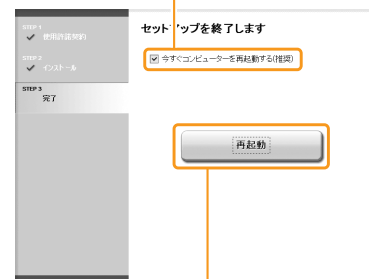 STEP 1
使用許諾契約
STEP 2
インストール
STEP 3
完了
セットアップを終了します
今すぐコンピューターを再起動する(推奨)
再起動